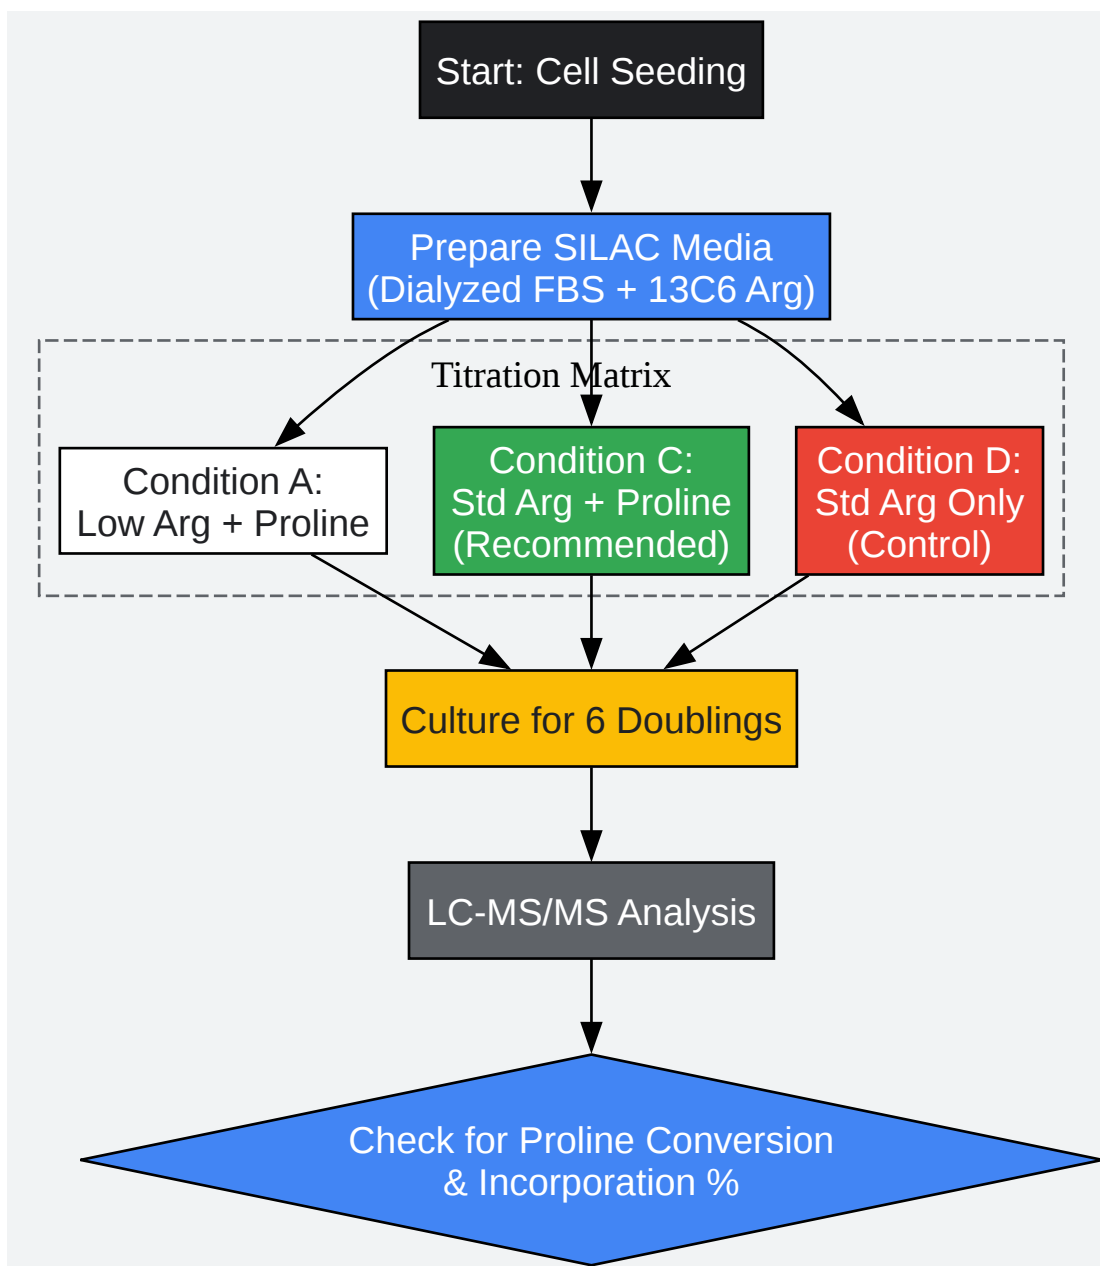 Start: Cell Seeding
Prepare SILAC Media
(Dialyzed FBS + 13C6 Arg)
Titration Matrix
Condition A:
Low Arg + Proline
Condition C:
Std Arg + Proline
(Recommended)
Condition D:
Std Arg Only
(Control)
Culture for 6 Doublings
LC-MS/MS Analysis
Check for Proline Conversion
& Incorporation %